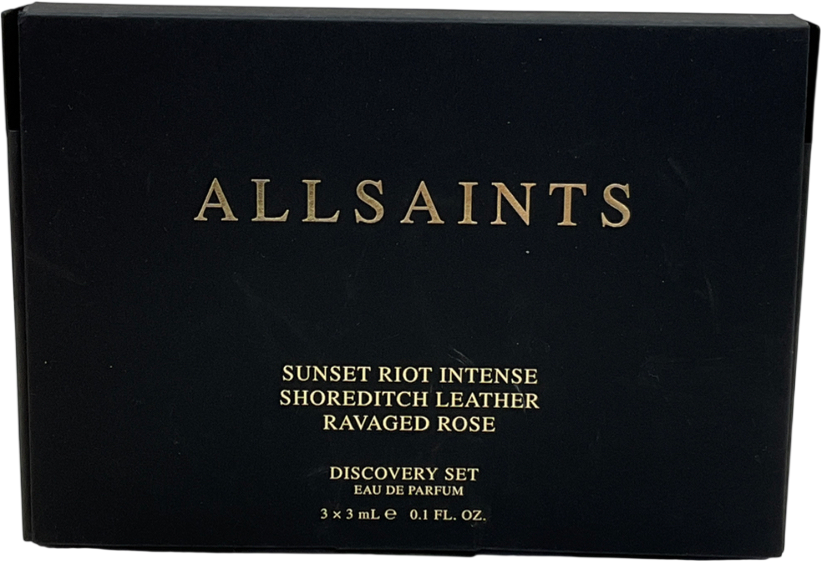 ALLSAINTS
SUNSET RIOT INTENSE
SHOREDITCH LEATHER
RAVAGED ROSE
DISCOVERY SET
EAU DE PARFUM
3 × 3 mL ℮ 0.1 FL. OZ.